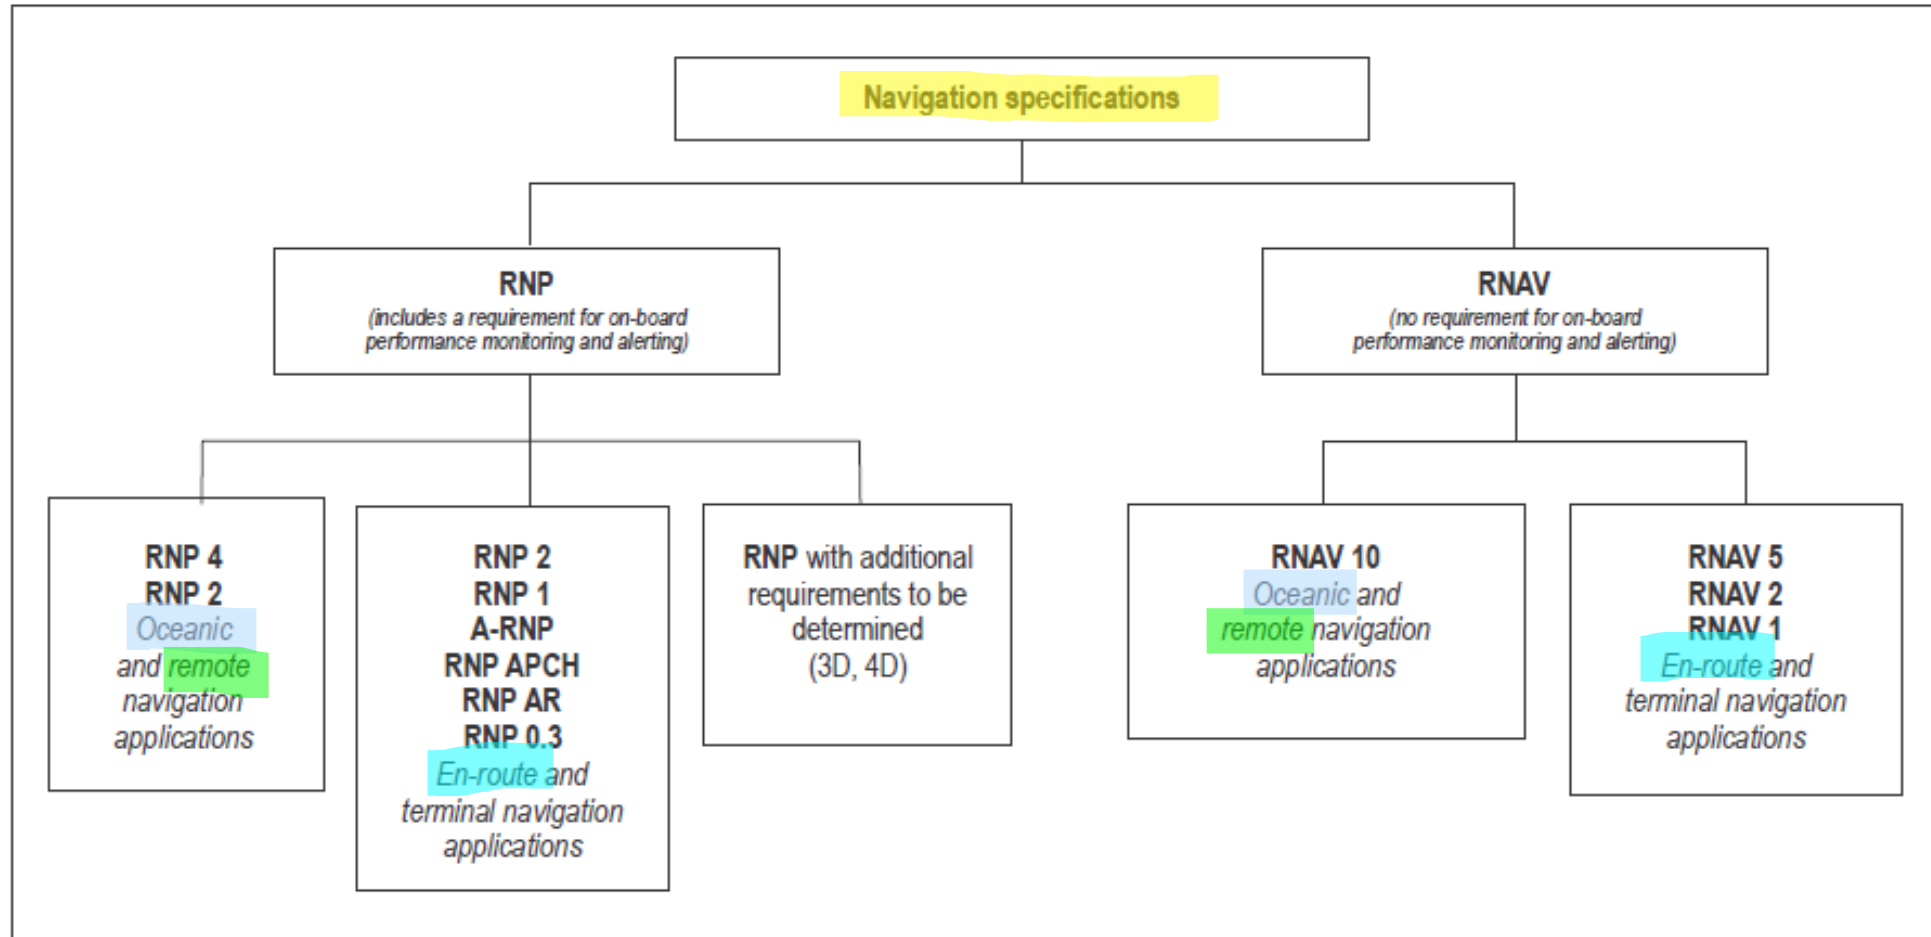 Navigation specifications
RNP
(includes a requirement for on-board
performance monitoring and alerting)
RNAV
(no requirement for on-board
performance monitoring and alerting)
RNP 4
RNP 2
Oceanic
and remote
navigation
applications
RNP 2
RNP 1
A-RNP
RNP APCH
RNP AR
RNP 0.3
En-route and
terminal navigation
applications
RNP with additional
requirements to be
determined
(3D, 4D)
RNAV 10
Oceanic and
remote navigation
applications
RNAV 5
RNAV 2
RNAV 1
En-route and
terminal navigation
applications